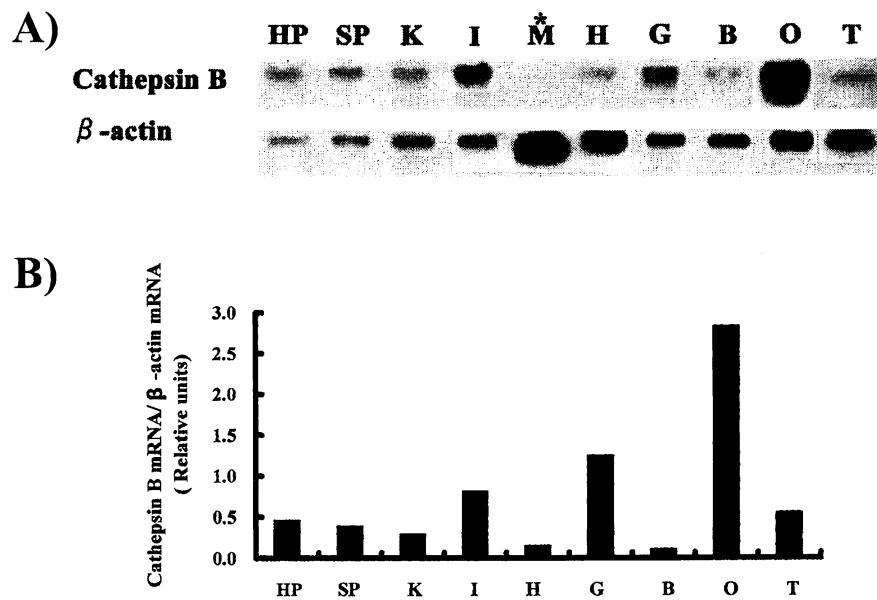 A)
HP SP K I M* H G B O T
Cathepsin B
β-actin
B)
Cathepsin B mRNA/ β -actin mRNA
( Relative units)
3.0
2.5
2.0
1.5
1.0
0.5
0.0
HP SP K I H G B O T